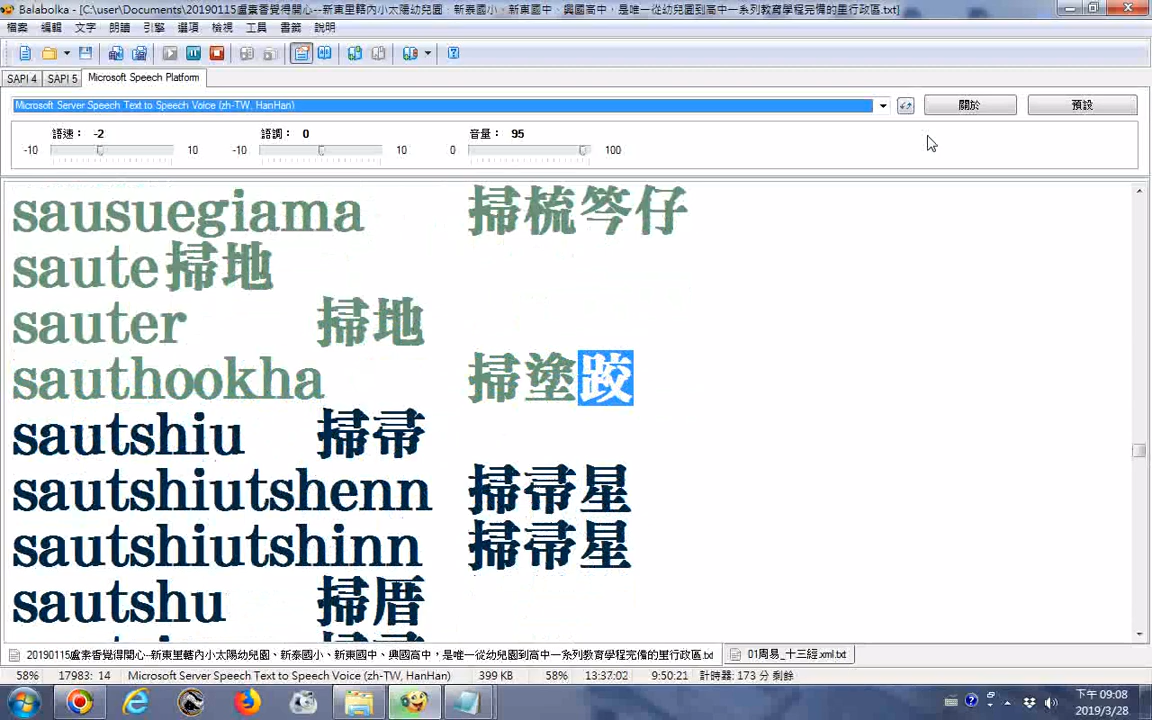 Balabolka - [C:\user\Documents\20190115盧素香覺得開心--新東里轄內小太陽幼兒園、新泰國小、新東國中、興國高中，是唯一從幼兒園到高中一系列教育學程完備的里行政區.txt]
檔案 編輯 文字 朗讀 引擎 選項 檢視 工具 書籤 說明
SAPI 4 SAPI 5 Microsoft Speech Platform
Microsoft Server Speech Text to Speech Voice (zh-TW, HanHan) 關於 預設
語速： -2 語調： 0 音量： 95
-10 10 -10 10 0 100
sausuegiama 掃梳笒仔
saute 掃地
sauter 掃地
sauthookha 掃塗跤
sautshiu 掃帚
sautshiutshenn 掃帚星
sautshiutshinn 掃帚星
sautshu 掃厝
20190115盧素香覺得開心--新東里轄內小太陽幼兒園、新泰國小、新東國中、興國高中，是唯一從幼兒園到高中一系列教育學程完備的里行政區.txt 01周易_十三經.xml.txt
58% 17983: 14 Microsoft Server Speech Text to Speech Voice (zh-TW, HanHan) 399 KB 58% 13:37:02 9:50:21 計時器: 173 分 剩餘
下午 09:08
2019/3/28